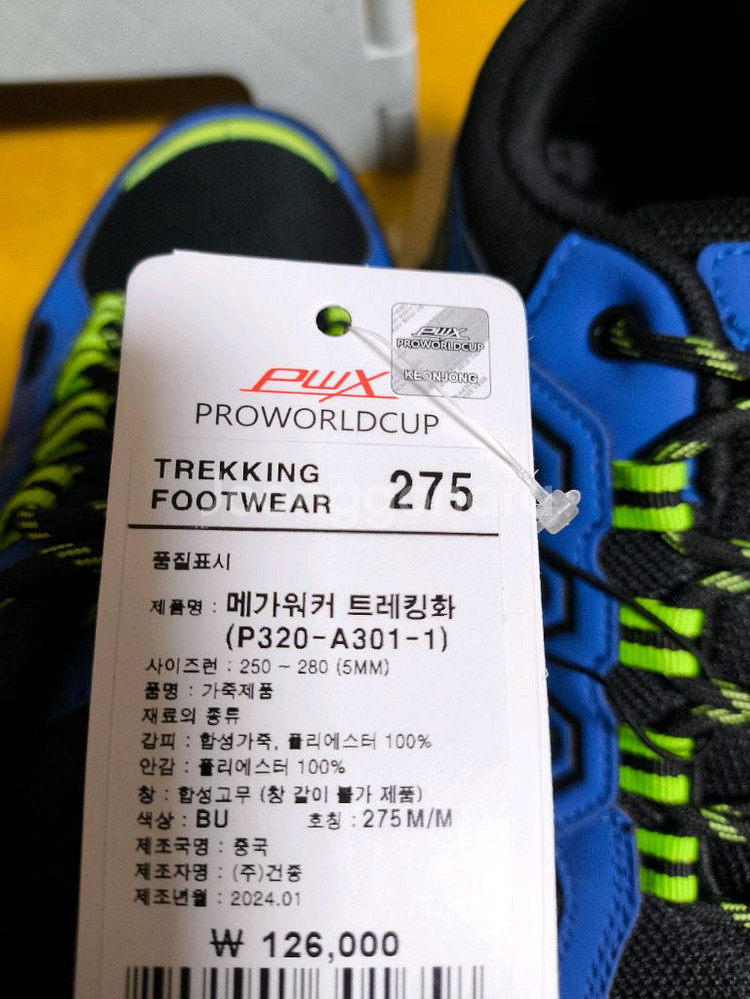 PWX
PROWORLDCUP
KEONJONG
PWX
PROWORLDCUP
TREKKING
FOOTWEAR 275
품질표시
제품명 : 메가워커 트레킹화
(P320-A301-1)
사이즈런 : 250 ~ 280 (5MM)
품명 : 가죽제품
재료의 종류
갑피 : 합성가죽, 폴리에스터 100%
안감 : 폴리에스터 100%
창 : 합성고무 (창 갈이 불가 제품)
색상 : BU 호칭 : 275M/M
제조국명 : 중국
제조자명 : (주)건중
제조년월 : 2024.01
₩ 126,000